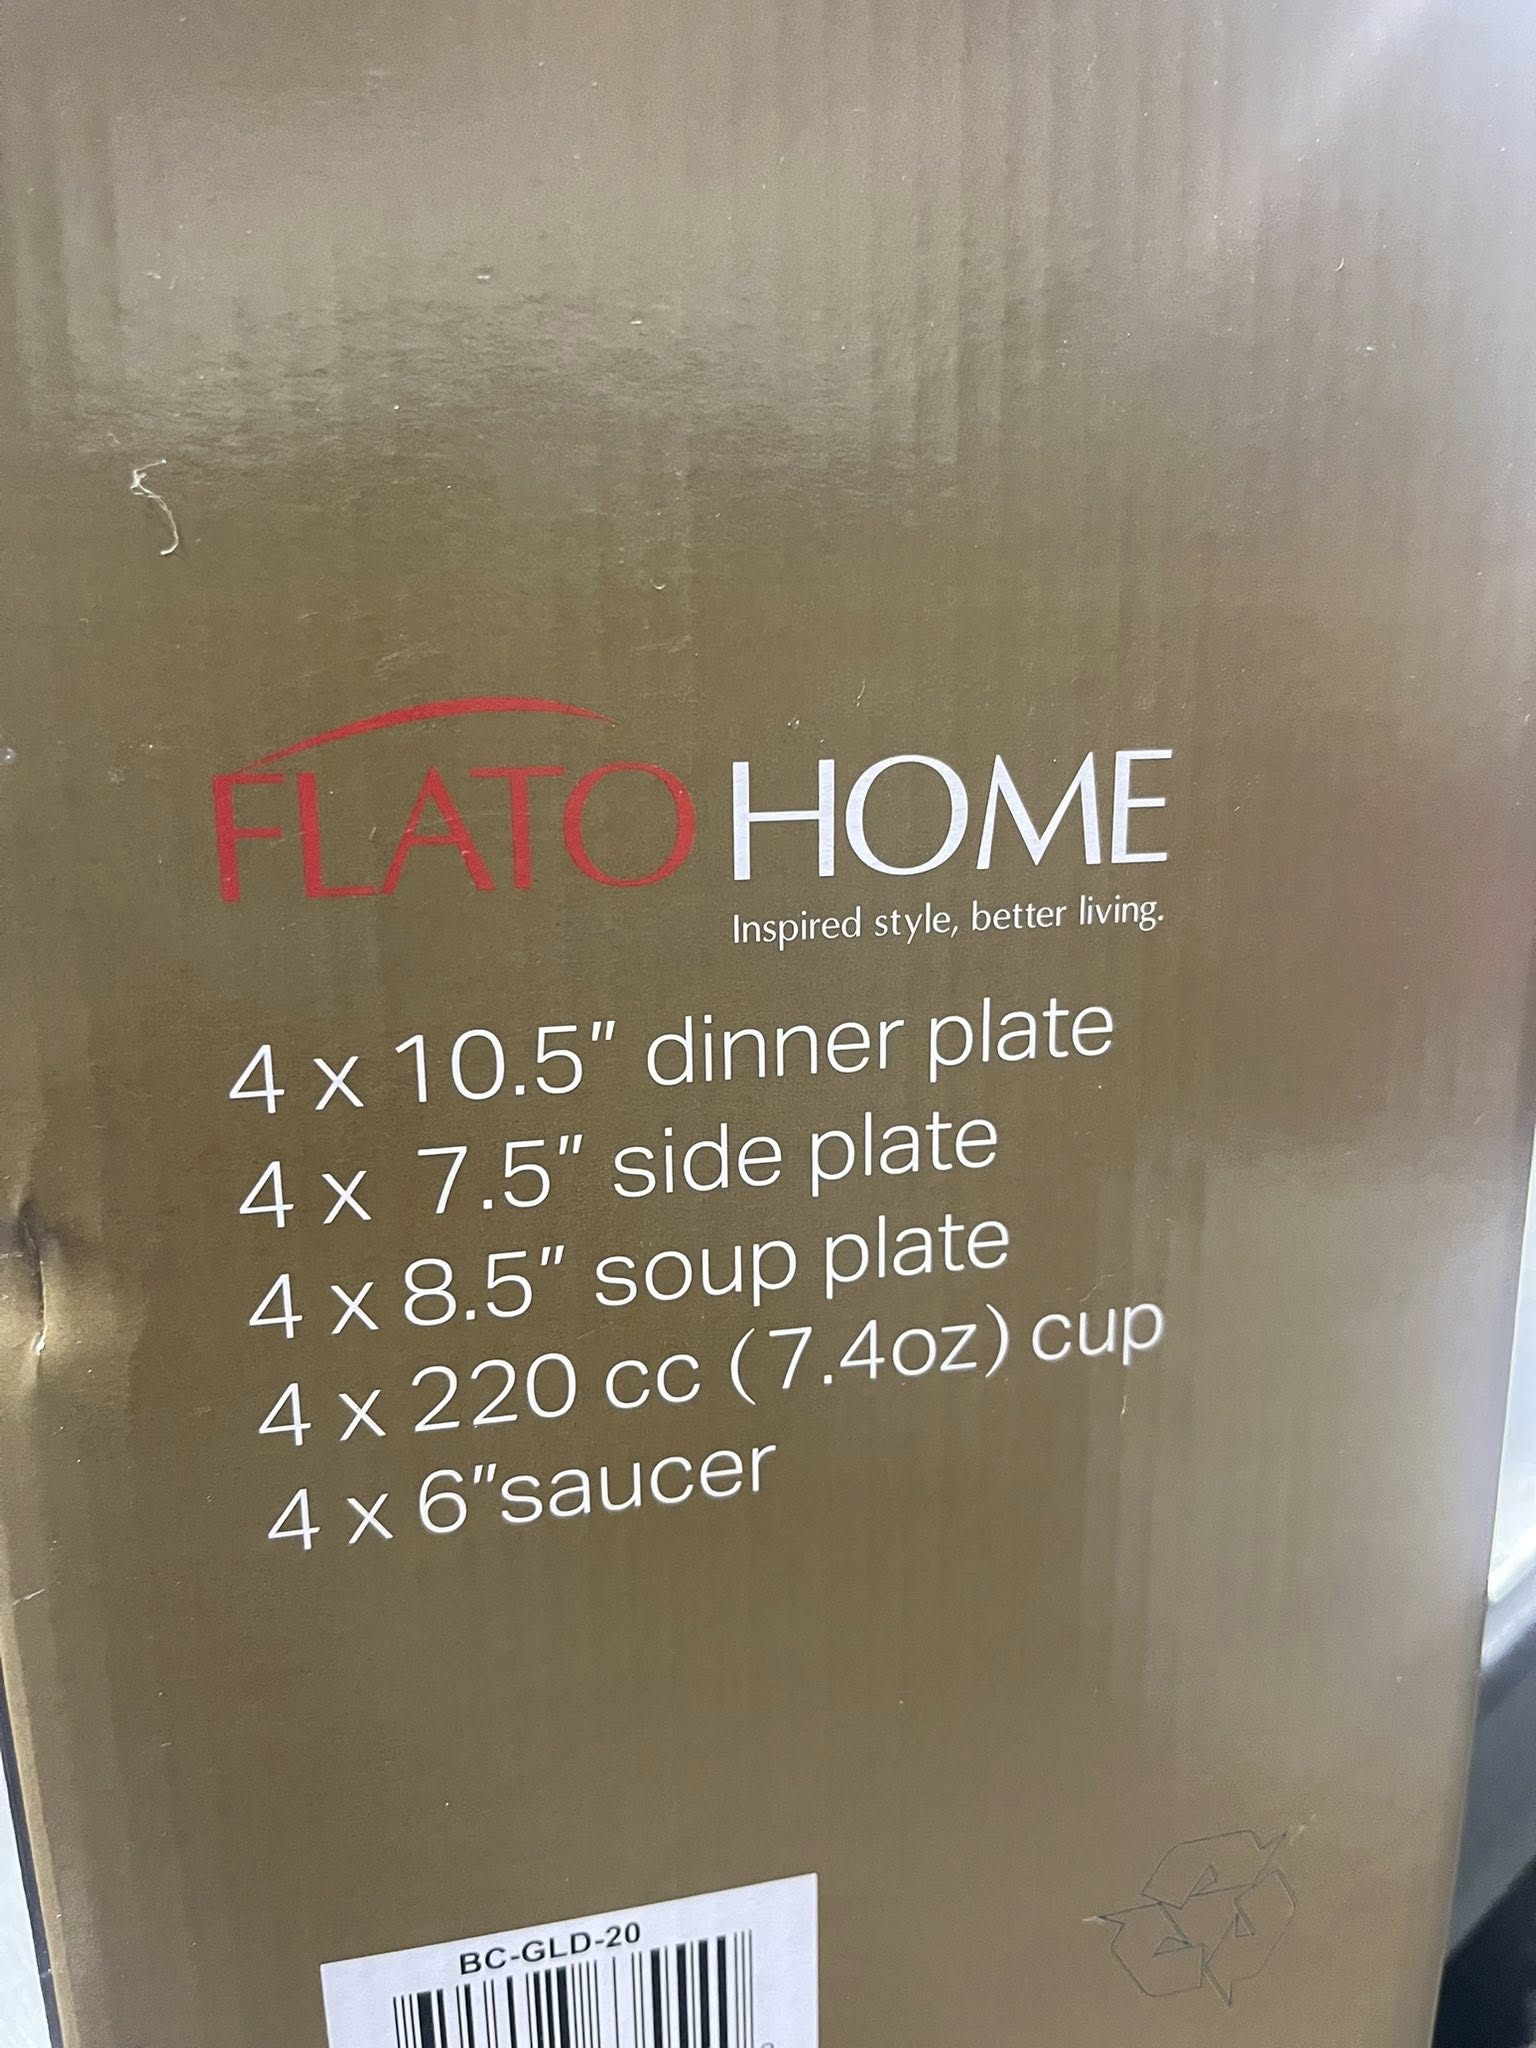 FLATO HOME
Inspired style, better living.
4 x 10.5" dinner plate
4 x 7.5" side plate
4 x 8.5" soup plate
4 x 220 cc (7.4oz) cup
4 x 6"saucer
BC-GLD-20